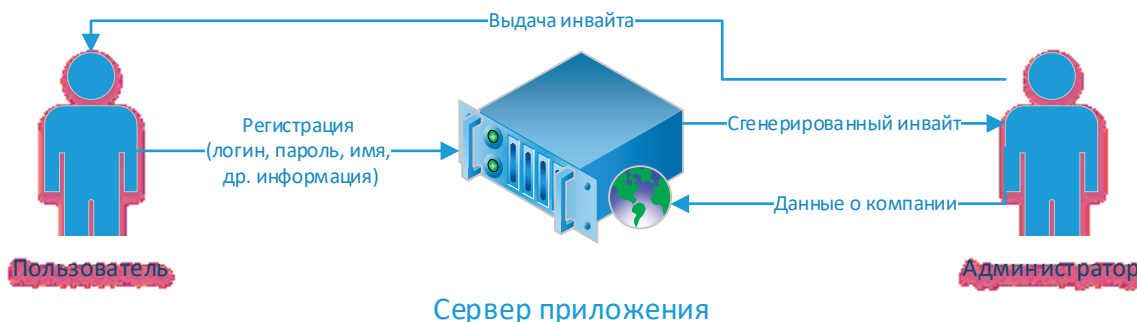 Выдача инвайта
Регистрация
(логин, пароль, имя,
др. информация)
Сгенерированный инвайт
Данные о компании
Пользователь
Администратор
Сервер приложения